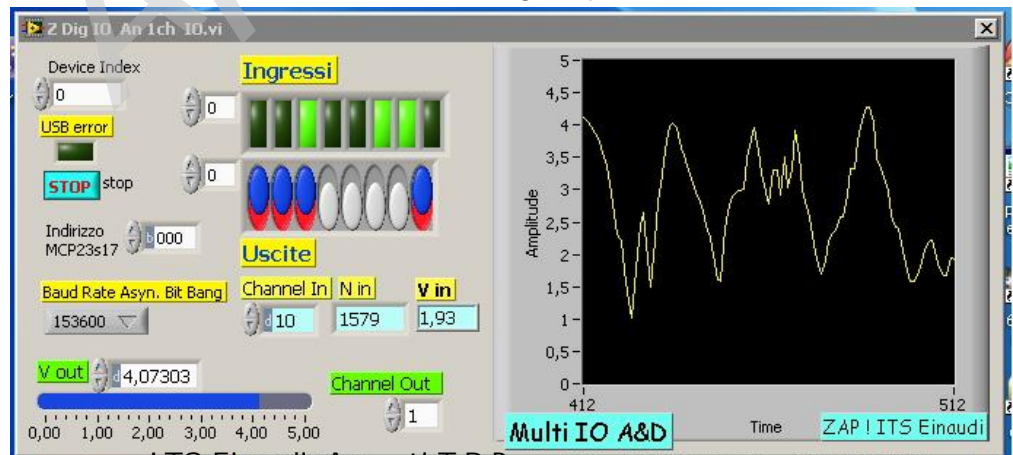 Z Dig IO An 1ch IO.vi
Device Index
0
USB error
STOP stop
Indirizzo
MCP23s17
b 000
Baud Rate Asyn. Bit Bang
153600
V out
d 4,07303
0,00 1,00 2,00 3,00 4,00 5,00
Ingressi
0
0
Uscite
Channel In N in V in
d 10 1579 1,93
Channel Out
1
Amplitude
5
4,5
4
3,5
3
2,5
2
1,5
1
0,5
0
412 512
Time
Multi IO A&D
ZAP ! ITS Einaudi